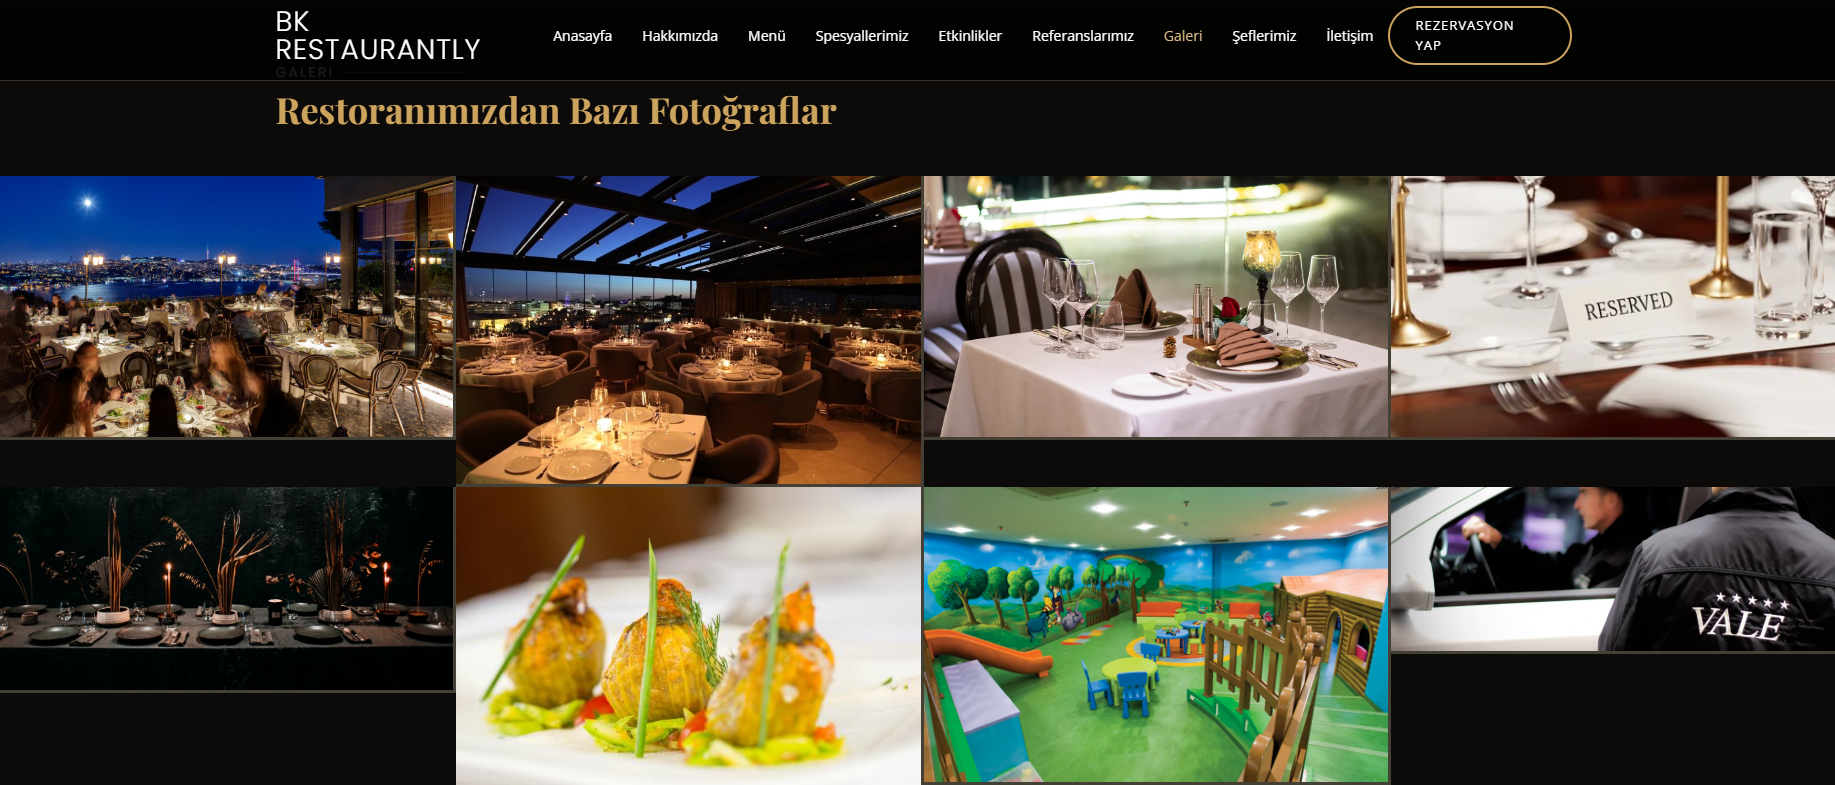 BK
RESTAURANTLY
Anasayfa Hakkımızda Menü Spesyallerimiz Etkinlikler Referanslarımız Galeri Şeflerimiz İletişim
REZERVASYON
YAP
GALERI
Restoranımızdan Bazı Fotoğraflar
RESERVED
VALE